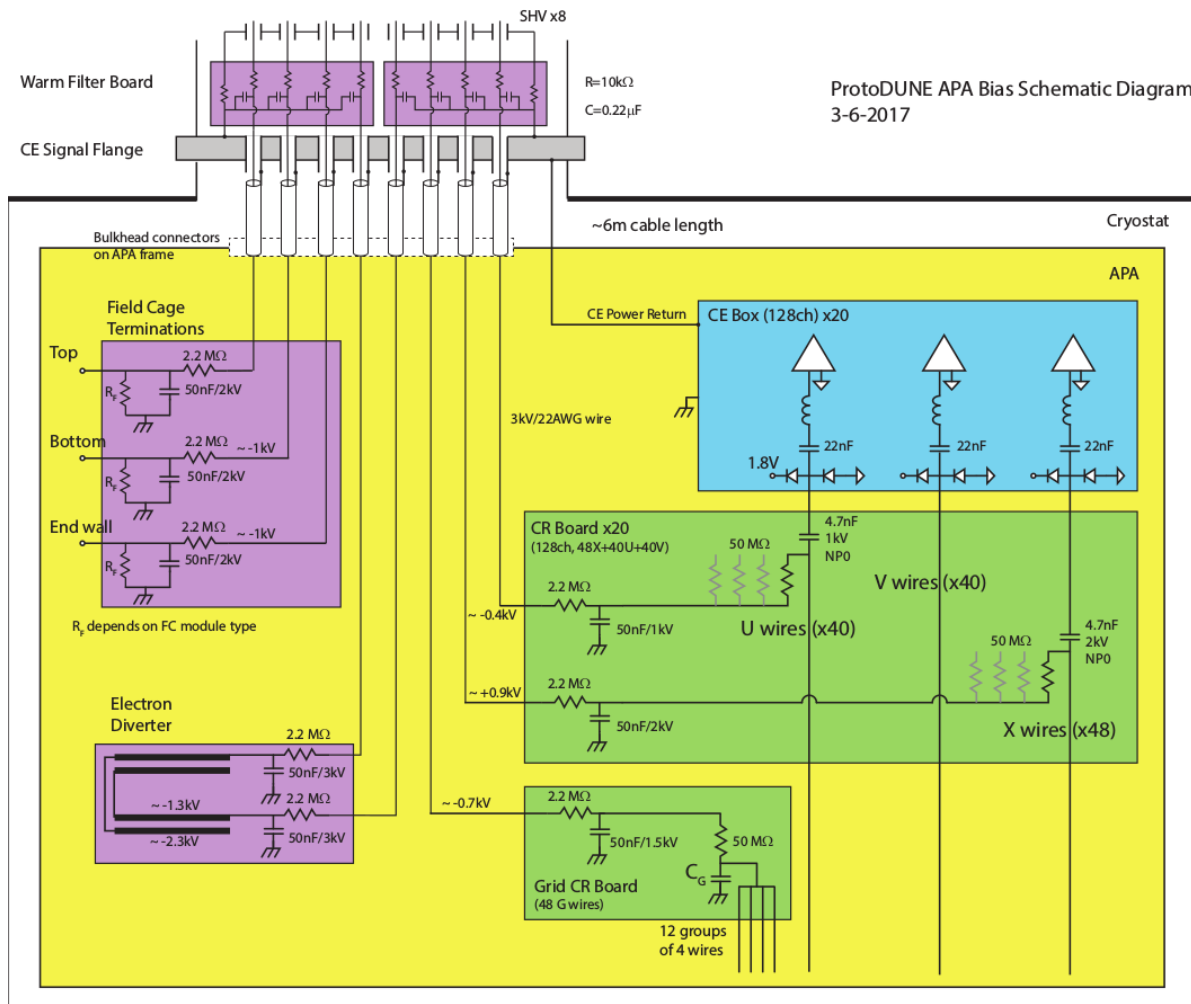 SHV x8
Warm Filter Board
R=10kΩ
C=0.22μF
ProtoDUNE APA Bias Schematic Diagram
3-6-2017
CE Signal Flange
~6m cable length
Cryostat
Bulkhead connectors
on APA frame
APA
Field Cage
Terminations
CE Power Return
CE Box (128ch) x20
Top
2.2 MΩ
50nF/2kV
R_F
3kV/22AWG wire
Bottom
2.2 MΩ
~ -1kV
50nF/2kV
R_F
22nF
22nF
22nF
1.8V
End wall
2.2 MΩ
~ -1kV
50nF/2kV
R_F
R_F depends on FC module type
CR Board x20
(128ch, 48X+40U+40V)
4.7nF
1kV
NP0
50 MΩ
V wires (x40)
2.2 MΩ
~ -0.4kV
50nF/1kV
U wires (x40)
4.7nF
2kV
NP0
50 MΩ
2.2 MΩ
~ +0.9kV
50nF/2kV
X wires (x48)
Electron
Diverter
2.2 MΩ
50nF/3kV
2.2 MΩ
~ -1.3kV
50nF/3kV
~ -2.3kV
~ -0.7kV
2.2 MΩ
50nF/1.5kV
50 MΩ
C_G
Grid CR Board
(48 G wires)
12 groups
of 4 wires